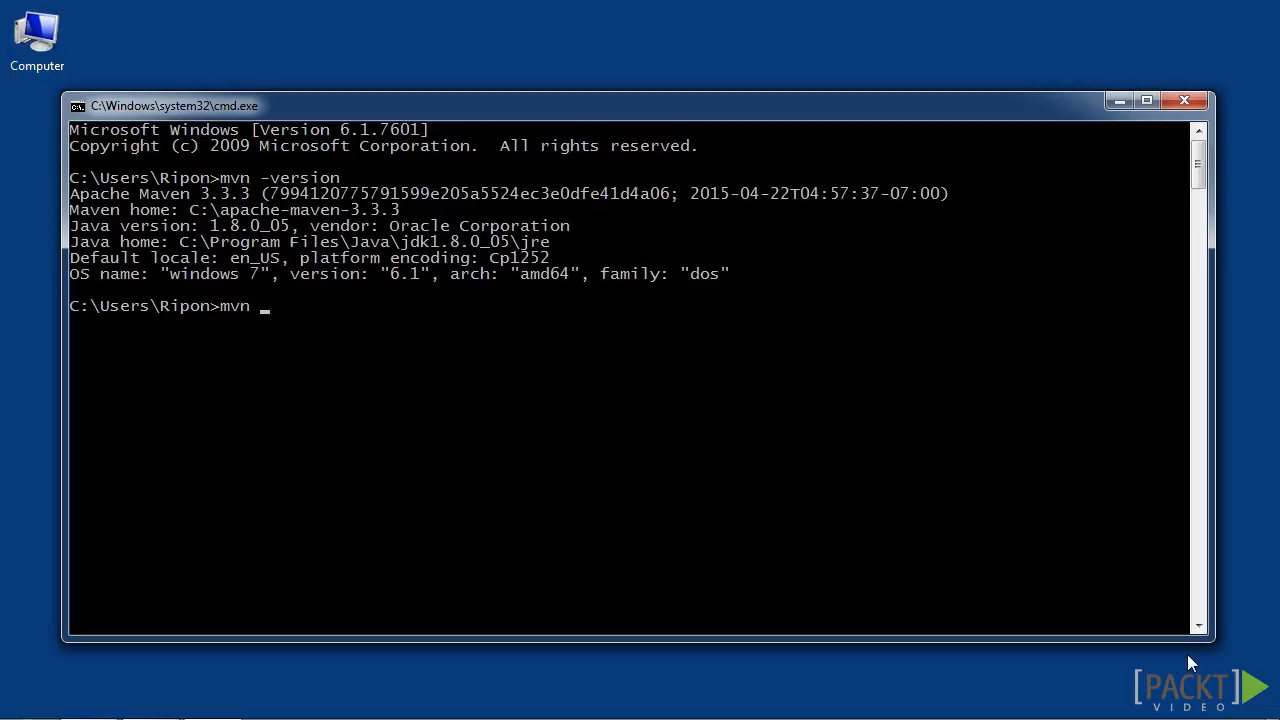 Computer
C:\Windows\system32\cmd.exe
Microsoft Windows [Version 6.1.7601]
Copyright (c) 2009 Microsoft Corporation.  All rights reserved.
C:\Users\Ripon>mvn -version
Apache Maven 3.3.3 (7994120775791599e205a5524ec3e0dfe41d4a06; 2015-04-22T04:57:37-07:00)
Maven home: C:\apache-maven-3.3.3
Java version: 1.8.0_05, vendor: Oracle Corporation
Java home: C:\Program Files\Java\jdk1.8.0_05\jre
Default locale: en_US, platform encoding: Cp1252
OS name: "windows 7", version: "6.1", arch: "amd64", family: "dos"
C:\Users\Ripon>mvn _
[PACKT]
VIDEO